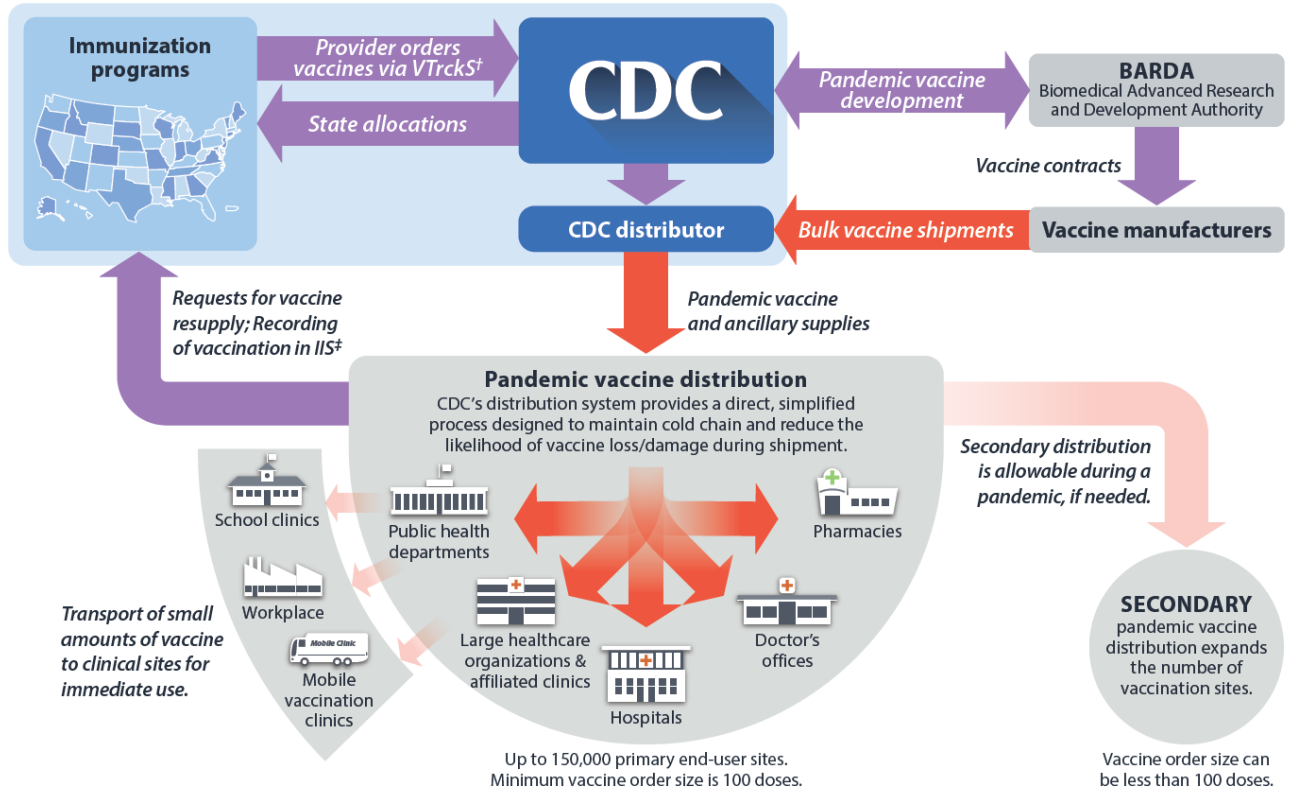 Immunization
programs
Provider orders
vaccines via VTrckS†
State allocations
CDC
Pandemic vaccine
development
BARDA
Biomedical Advanced Research
and Development Authority
Vaccine contracts
CDC distributor
Bulk vaccine shipments
Vaccine manufacturers
Requests for vaccine
resupply; Recording
of vaccination in IIS‡
Pandemic vaccine
and ancillary supplies
Pandemic vaccine distribution
CDC’s distribution system provides a direct, simplified
process designed to maintain cold chain and reduce the
likelihood of vaccine loss/damage during shipment.
Secondary distribution
is allowable during a
pandemic, if needed.
School clinics
Public health
departments
Pharmacies
Workplace
Large healthcare
organizations &
affiliated clinics
Doctor’s
offices
Mobile Clinic
Mobile
vaccination
clinics
Hospitals
Transport of small
amounts of vaccine
to clinical sites for
immediate use.
SECONDARY
pandemic vaccine
distribution expands
the number of
vaccination sites.
Up to 150,000 primary end-user sites.
Minimum vaccine order size is 100 doses.
Vaccine order size can
be less than 100 doses.